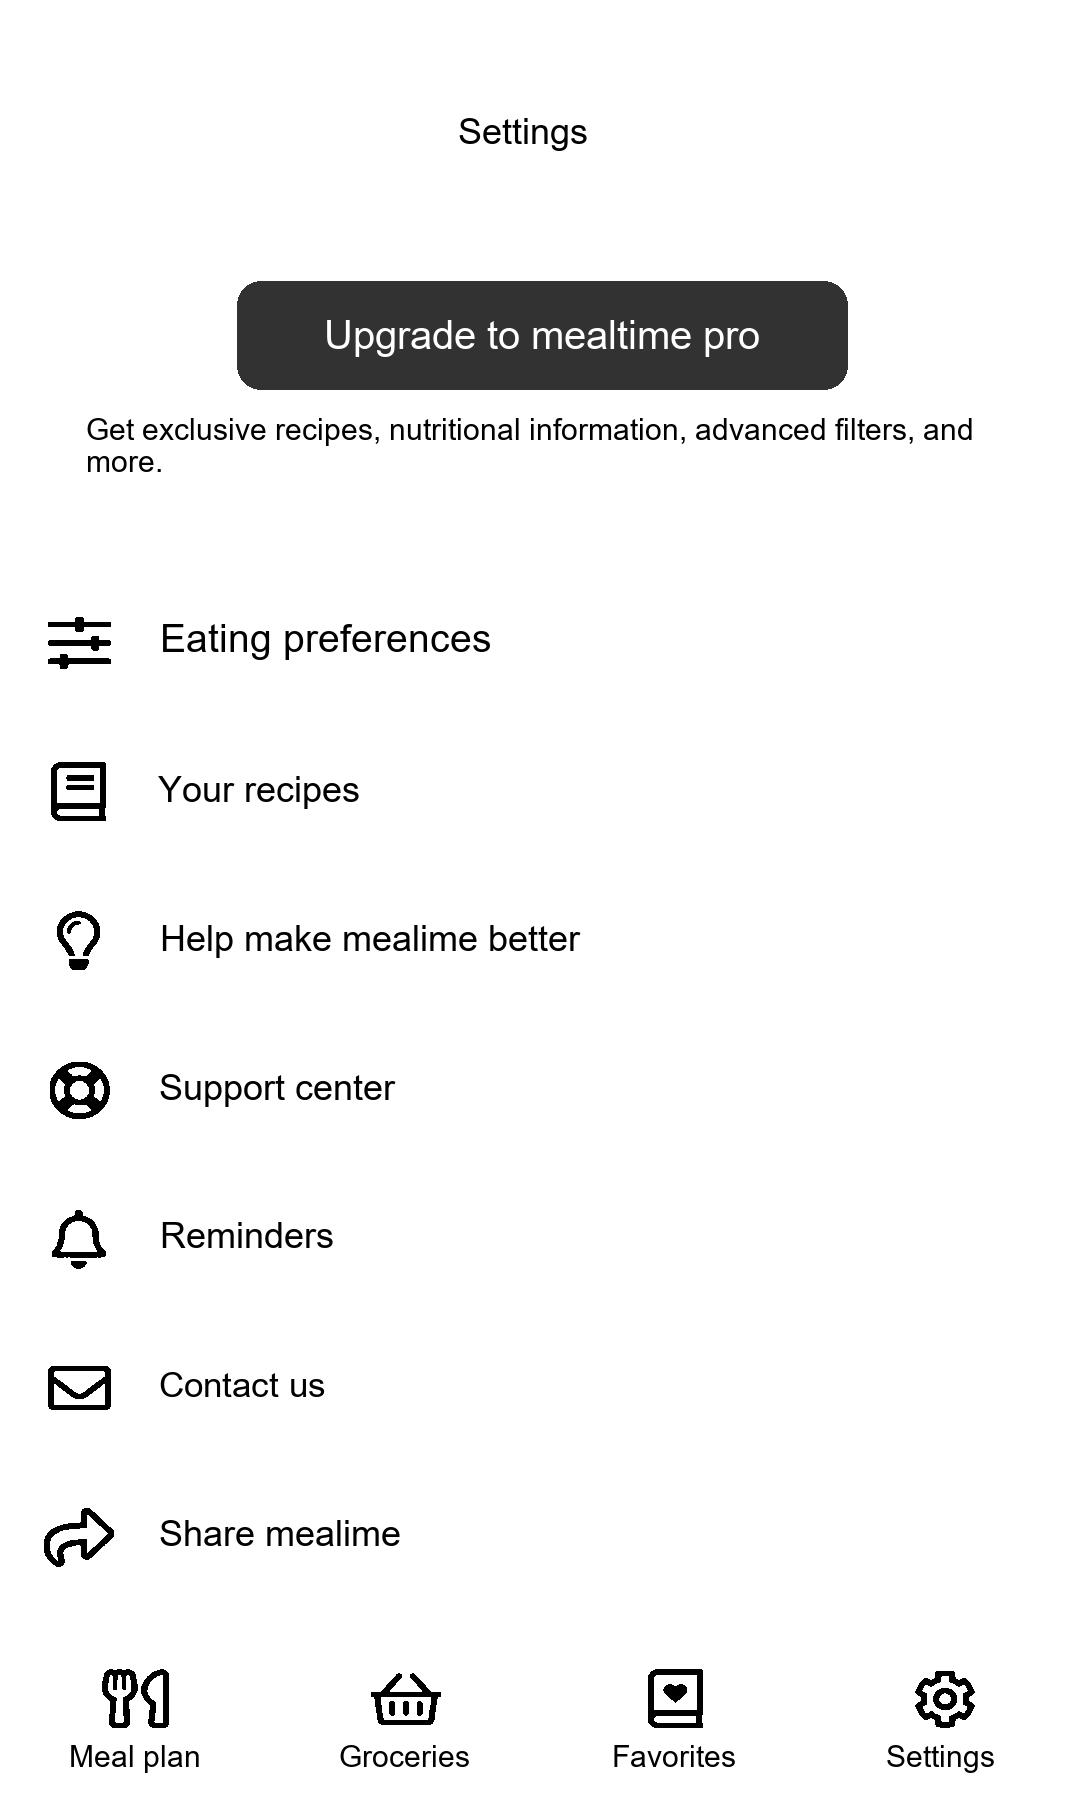 Settings
Upgrade to mealtime pro
Get exclusive recipes, nutritional information, advanced filters, and
more.
Eating preferences
Your recipes
Help make mealime better
Support center
Reminders
Contact us
Share mealime
Meal plan
Groceries
Favorites
Settings